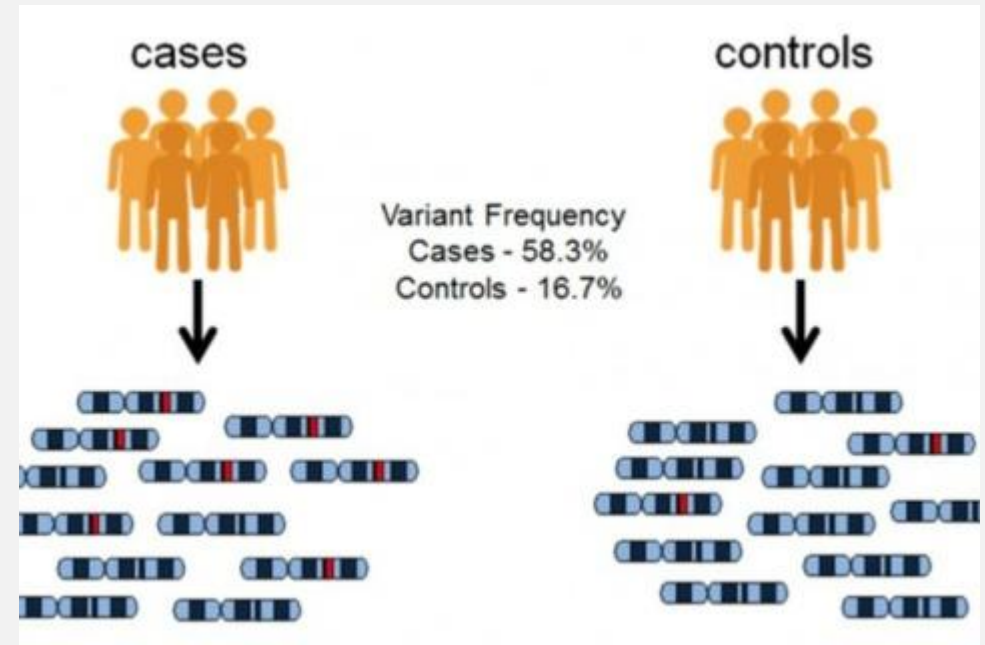 cases
controls
Variant Frequency
Cases - 58.3%
Controls - 16.7%